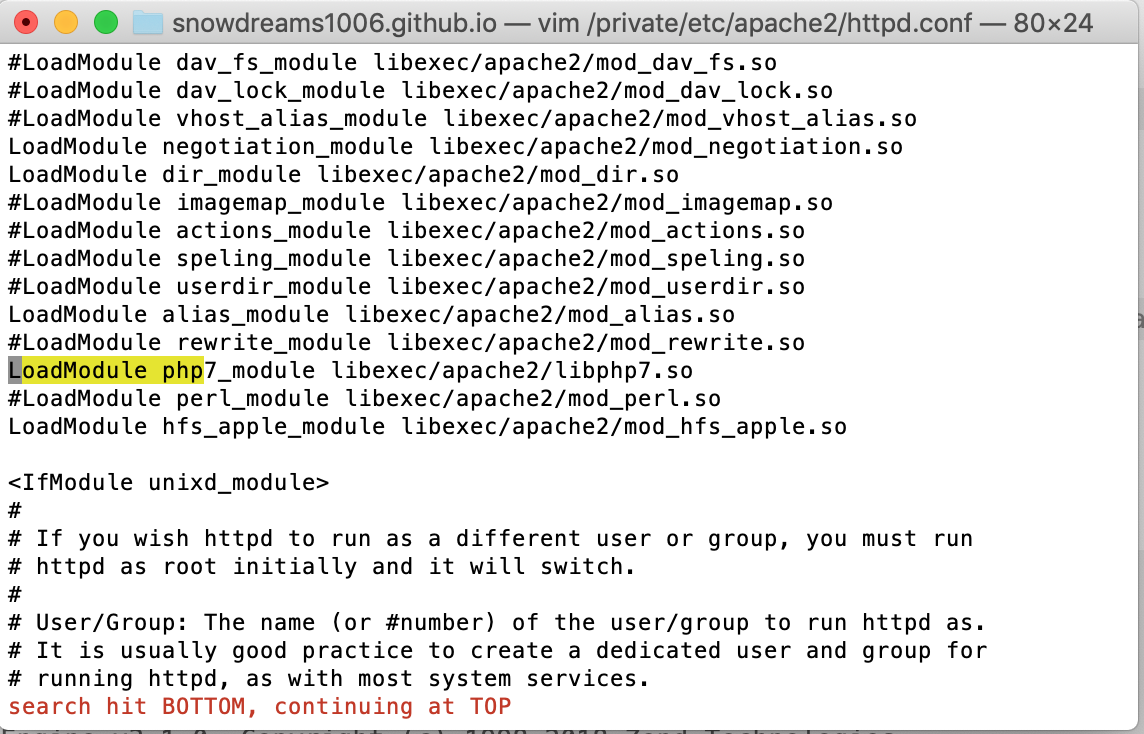 snowdreams1006.github.io — vim /private/etc/apache2/httpd.conf — 80×24
#LoadModule dav_fs_module libexec/apache2/mod_dav_fs.so
#LoadModule dav_lock_module libexec/apache2/mod_dav_lock.so
#LoadModule vhost_alias_module libexec/apache2/mod_vhost_alias.so
LoadModule negotiation_module libexec/apache2/mod_negotiation.so
LoadModule dir_module libexec/apache2/mod_dir.so
#LoadModule imagemap_module libexec/apache2/mod_imagemap.so
#LoadModule actions_module libexec/apache2/mod_actions.so
#LoadModule speling_module libexec/apache2/mod_speling.so
#LoadModule userdir_module libexec/apache2/mod_userdir.so
LoadModule alias_module libexec/apache2/mod_alias.so
#LoadModule rewrite_module libexec/apache2/mod_rewrite.so
LoadModule php7_module libexec/apache2/libphp7.so
#LoadModule perl_module libexec/apache2/mod_perl.so
LoadModule hfs_apple_module libexec/apache2/mod_hfs_apple.so
<IfModule unixd_module>
#
# If you wish httpd to run as a different user or group, you must run
# httpd as root initially and it will switch.
#
# User/Group: The name (or #number) of the user/group to run httpd as.
# It is usually good practice to create a dedicated user and group for
# running httpd, as with most system services.
search hit BOTTOM, continuing at TOP